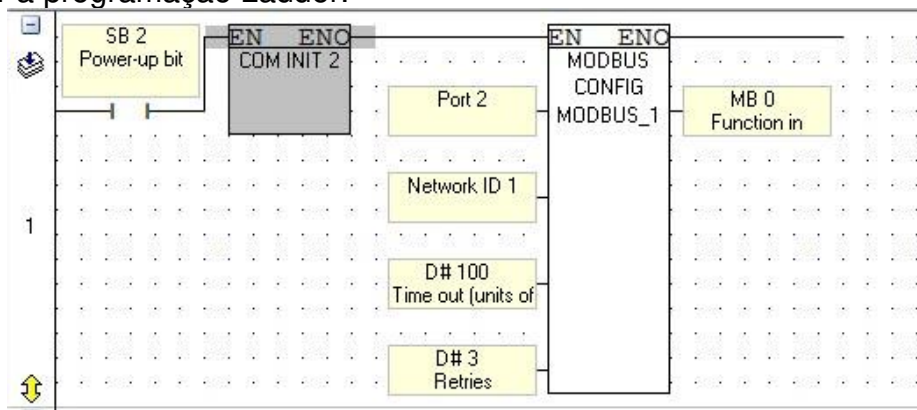 a programação Ladder:
SB 2
Power-up bit
EN ENO
COM INIT 2
EN ENO
MODBUS
CONFIG
MODBUS_1
Port 2
MB 0
Function in
Network ID 1
1
D# 100
Time out (units of
D# 3
Retries